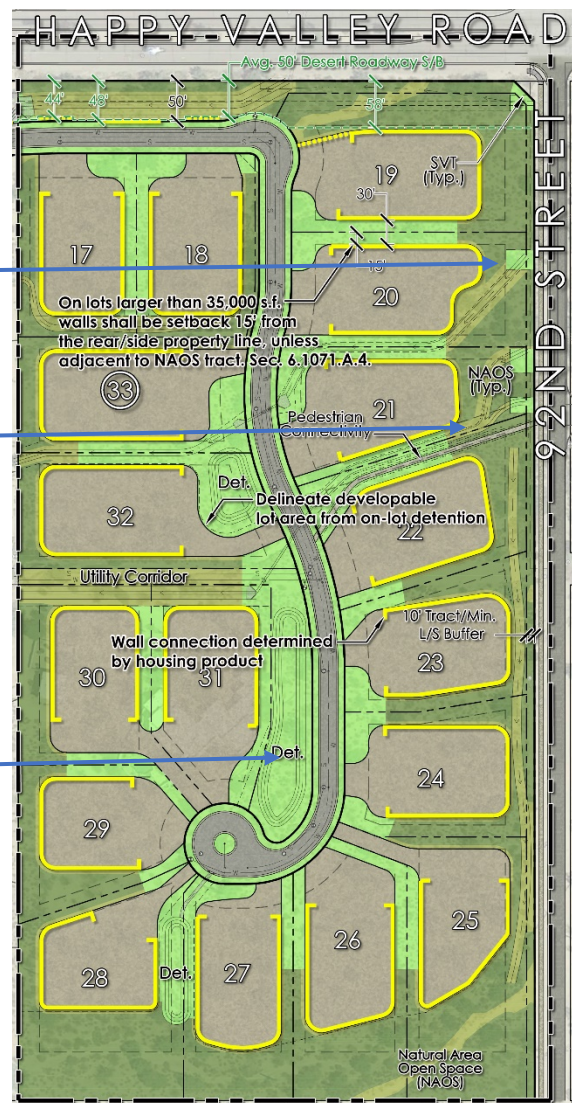 HAPPY VALLEY ROAD
Avg. 50' Desert Roadway S/B
44'
48'
50'
58'
SVT
(Typ.)
92ND STREET
19
30'
17
18
15'
20
On lots larger than 35,000 s.f.
walls shall be setback 15' from
the rear/side property line, unless
adjacent to NAOS tract. Sec. 6.1071.A.4.
NAOS
(Typ.)
33
21
Pedestrian
Connectivity
Det.
Delineate developable
lot area from on-lot detention
32
22
Utility Corridor
10' Tract/Min.
L/S Buffer
Wall connection determined
by housing product
30
31
23
Det.
24
29
25
26
28
Det.
27
Natural Area
Open Space
(NAOS)